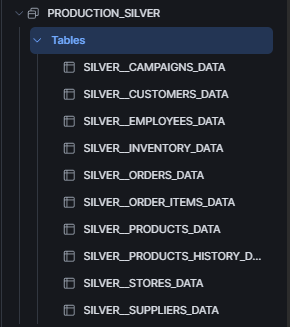 PRODUCTION_SILVER
Tables
SILVER__CAMPAIGNS_DATA
SILVER__CUSTOMERS_DATA
SILVER__EMPLOYEES_DATA
SILVER__INVENTORY_DATA
SILVER__ORDERS_DATA
SILVER__ORDER_ITEMS_DATA
SILVER__PRODUCTS_DATA
SILVER__PRODUCTS_HISTORY_D...
SILVER__STORES_DATA
SILVER__SUPPLIERS_DATA